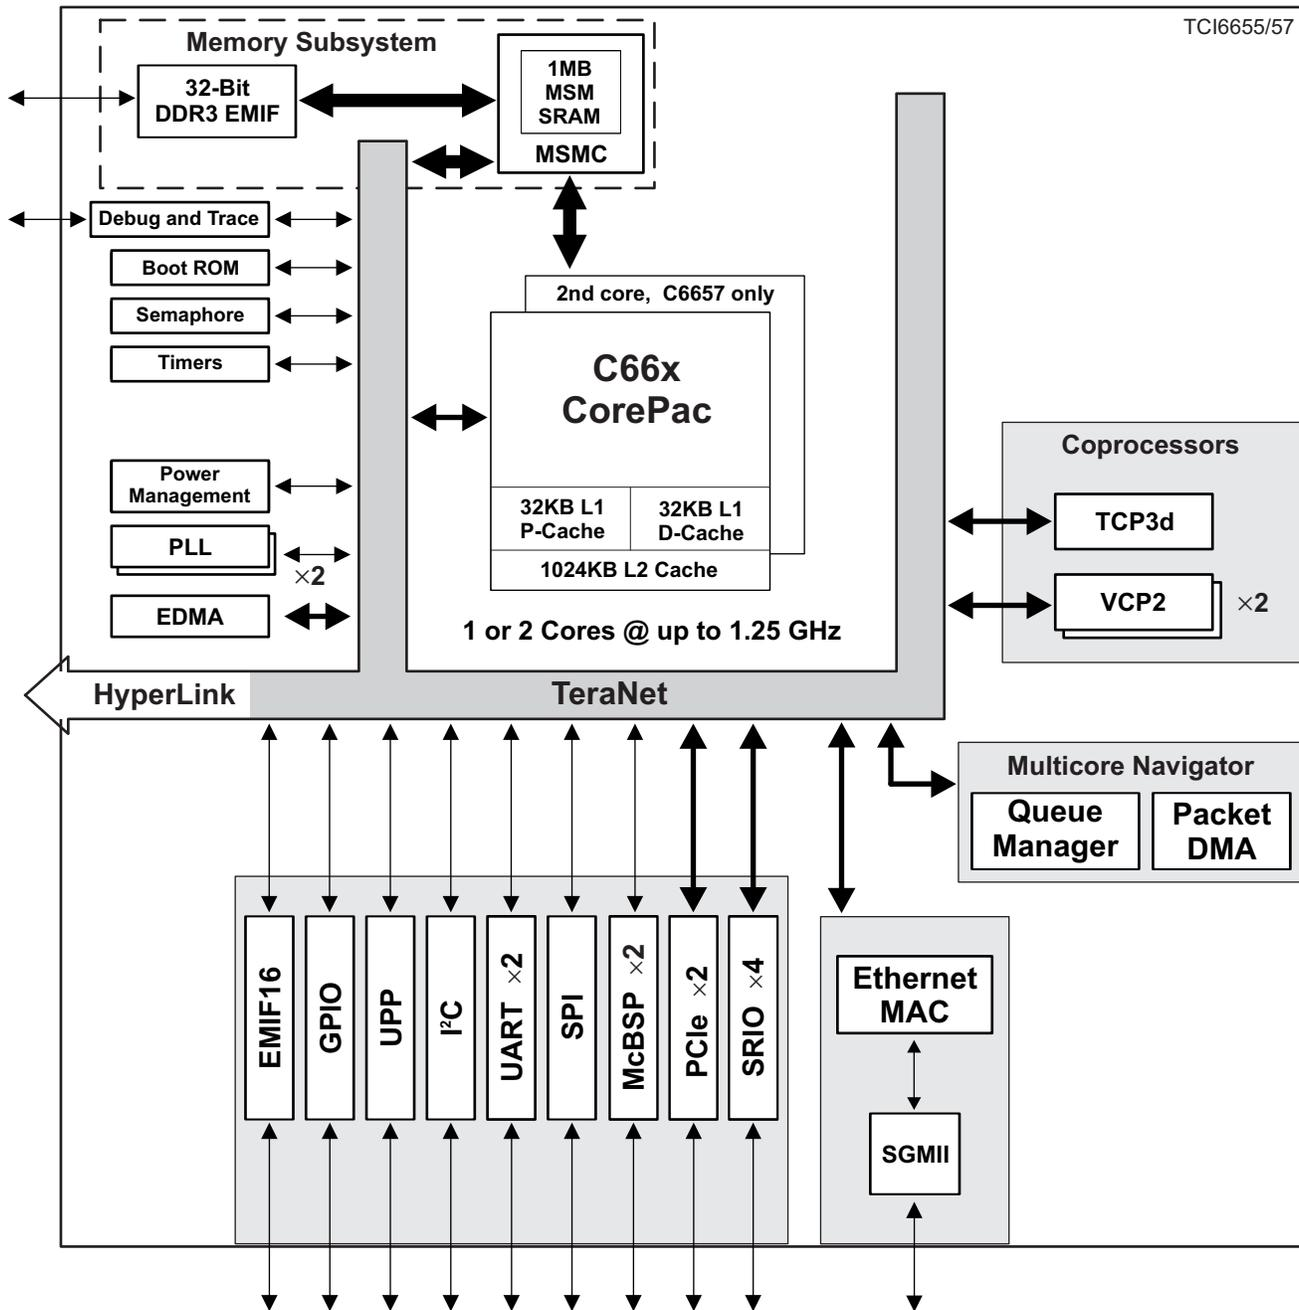 TCI6655/57
Memory Subsystem
32-Bit
DDR3 EMIF
1MB
MSM
SRAM
MSMC
Debug and Trace
Boot ROM
Semaphore
Timers
Power
Management
PLL
×2
EDMA
2nd core, C6657 only
C66x
CorePac
32KB L1
P-Cache
32KB L1
D-Cache
1024KB L2 Cache
1 or 2 Cores @ up to 1.25 GHz
Coprocessors
TCP3d
VCP2
×2
HyperLink
TeraNet
Multicore Navigator
Queue
Manager
Packet
DMA
EMIF16
GPIO
UPP
I²C
UART ×2
SPI
McBSP ×2
PCIe ×2
SRIO ×4
Ethernet
MAC
SGMII